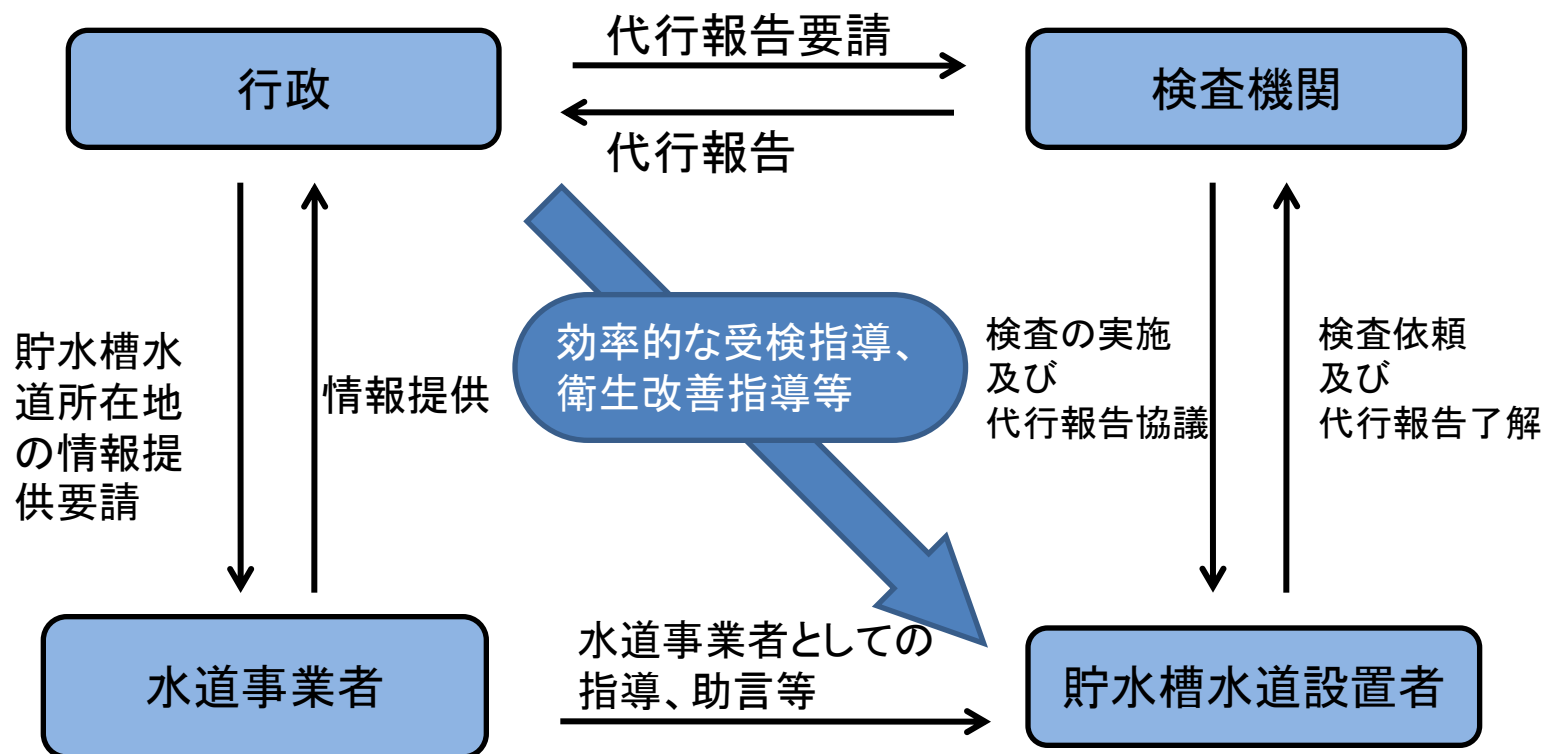 代行報告要請
行政
検査機関
代行報告
貯水槽水
道所在地
の情報提
供要請
情報提供
効率的な受検指導、
衛生改善指導等
検査の実施
及び
代行報告協議
検査依頼
及び
代行報告了解
水道事業者
水道事業者としての
指導、助言等
貯水槽水道設置者